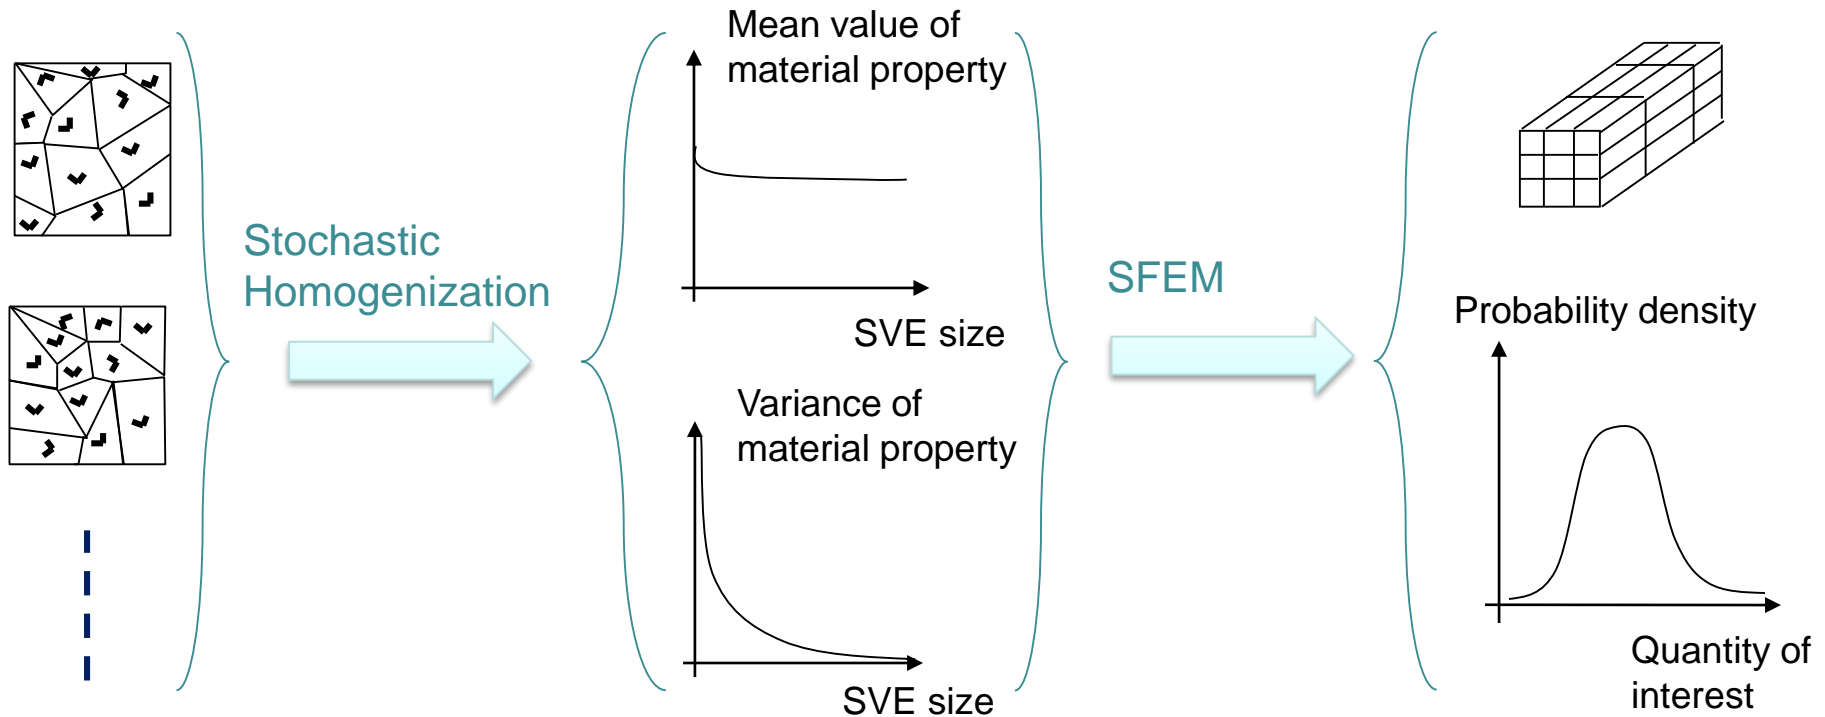 Stochastic
Homogenization
Mean value of
material property
SVE size
Variance of
material property
SVE size
SFEM
Probability density
Quantity of
interest